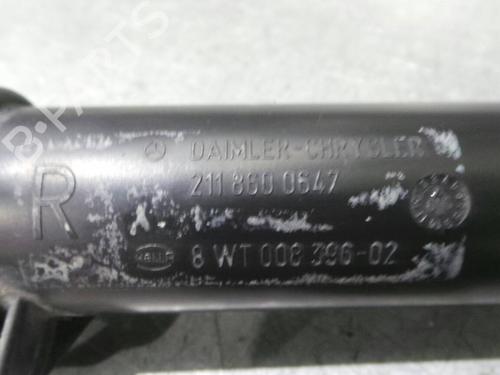 DAIMLER-CHRYSLER
211 860 0647
R
A
HELLA
8 WT 008 396-02
B-PARTS